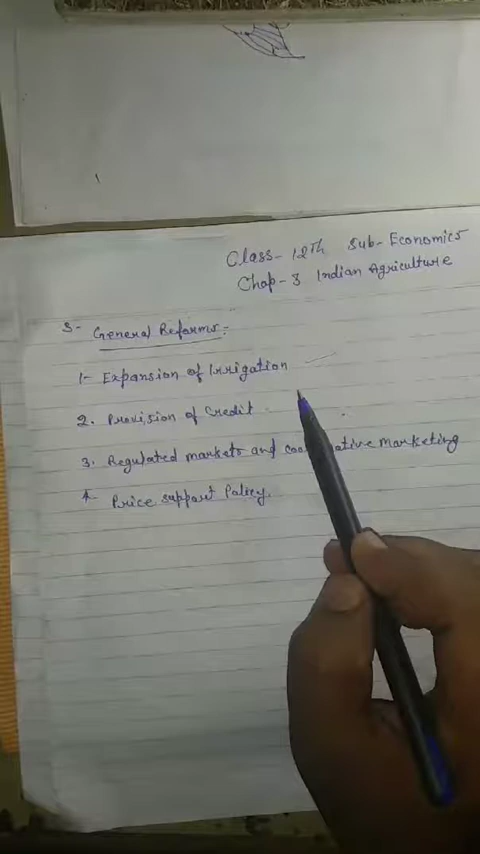 Class- 12Th Sub- Economics
Chap- 3 Indian Agriculture
3- General Reforms:-
1- Expansion of Irrigation
2. Provision of Credit.
3. Regulated markets and marketing
4- Price support Policy.